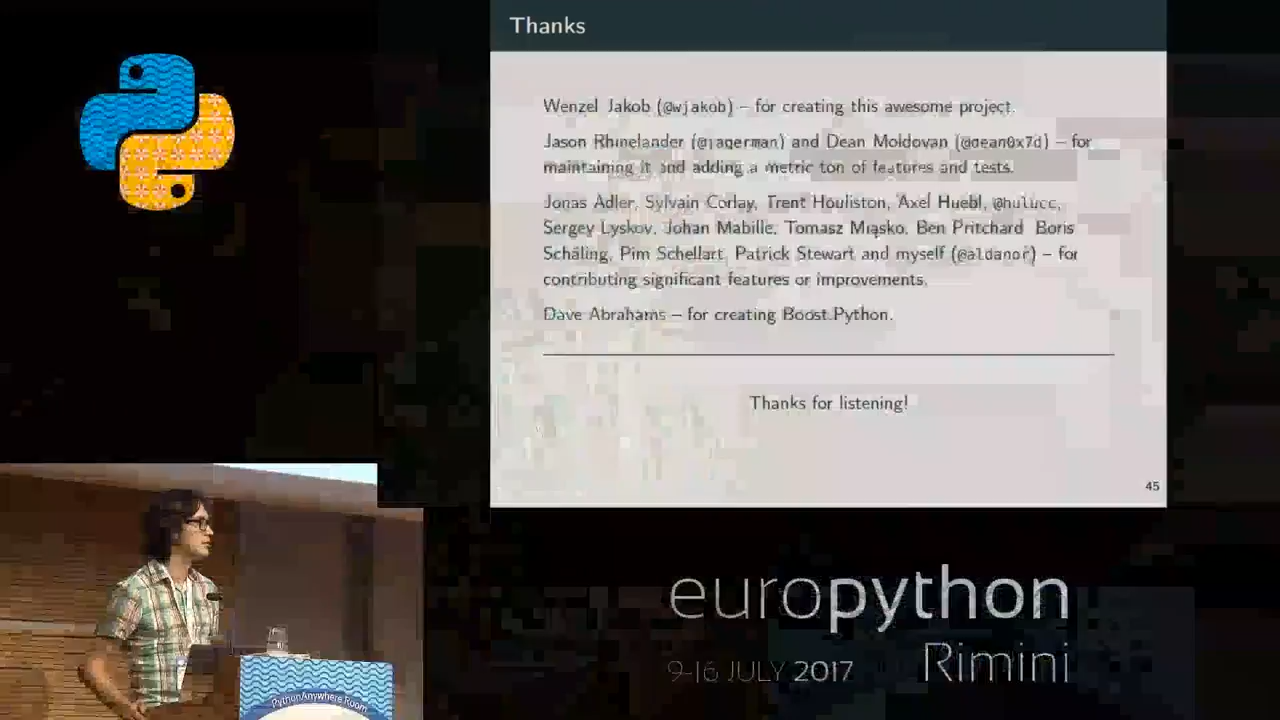 Thanks
Wenzel Jakob (@wjakob) – for creating this awesome project.
Jason Rhinelander (@jagerman) and Dean Moldovan (@dean0x7d) – for
maintaining it and adding a metric ton of features and tests.
Jonas Adler, Sylvain Corlay, Trent Houliston, Axel Huebl, @hulucc,
Sergey Lyskov, Johan Mabille, Tomasz Miąsko, Ben Pritchard Boris
Schäling, Pim Schellart, Patrick Stewart and myself (@aldanor) – for
contributing significant features or improvements.
Dave Abrahams – for creating Boost.Python.
Thanks for listening!
45
europython
9-16 JULY 2017 Rimini
PythonAnywhere Room